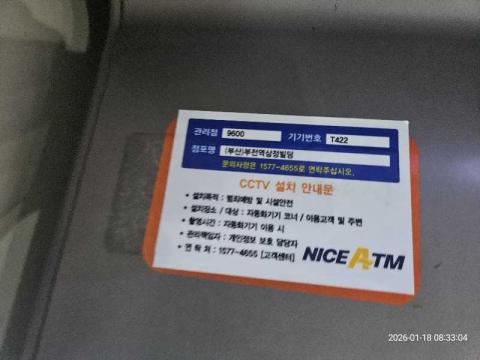 관리점 9600 기기번호 T422
점포명 (부산)부전역삼정빌딩
문의사항은 1577-4655로 연락주십시오.
CCTV 설치 안내문
• 설치목적 : 범죄예방 및 시설안전
• 설치장소 / 대상 : 자동화기기 코너 / 이용고객 및 주변
• 촬영시간 : 자동화기기 이용 시
• 관리책임자 : 개인정보 보호 담당자
• 연 락 처 : 1577-4655 [고객센터]
NICE ATM
2026-01-18 08:33:04